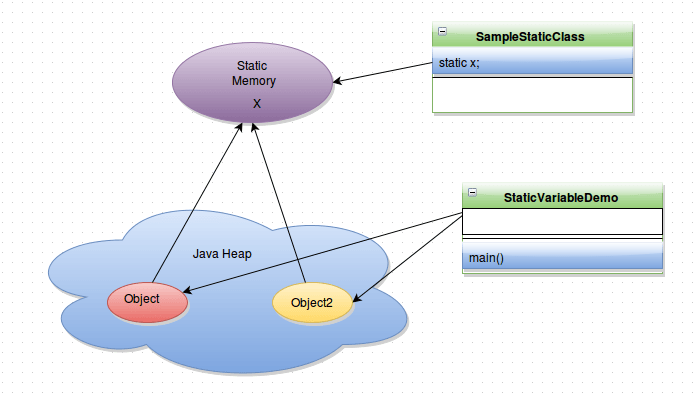 Static
Memory
X
SampleStaticClass
static x;
Java Heap
Object
Object2
StaticVariableDemo
main()